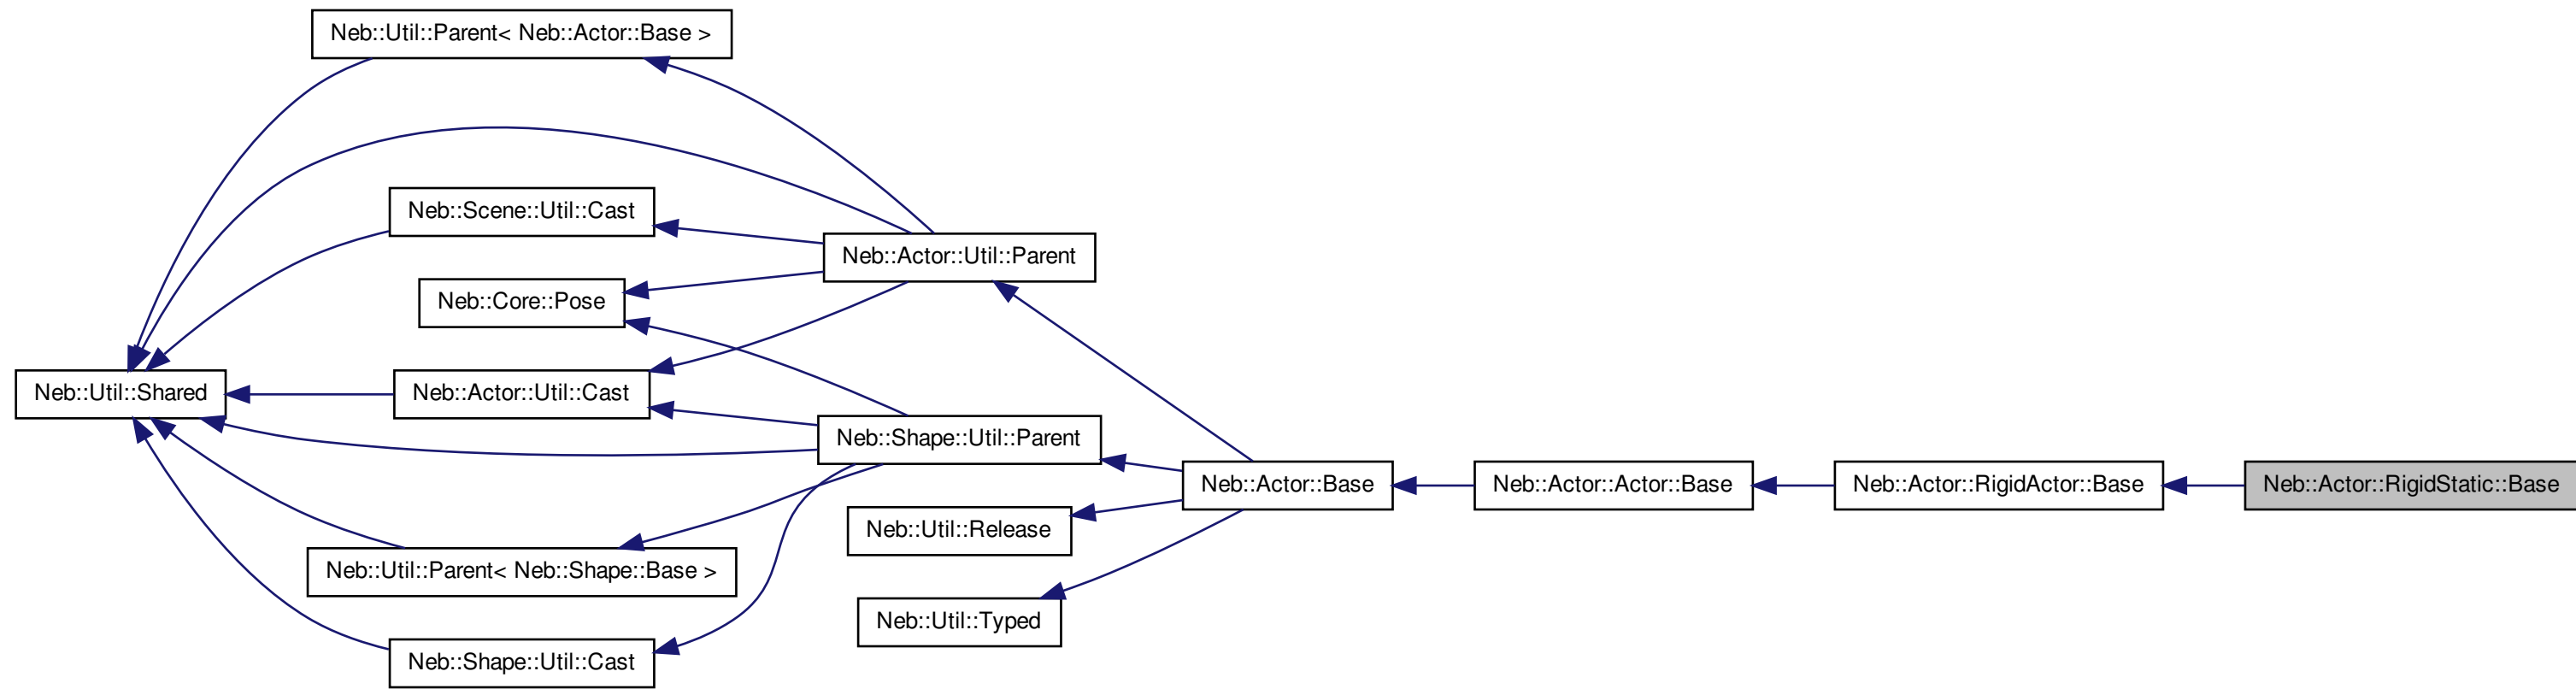 Neb::Util::Parent< Neb::Actor::Base >
Neb::Scene::Util::Cast
Neb::Actor::Util::Parent
Neb::Core::Pose
Neb::Util::Shared
Neb::Actor::Util::Cast
Neb::Shape::Util::Parent
Neb::Actor::Base
Neb::Actor::Actor::Base
Neb::Actor::RigidActor::Base
Neb::Actor::RigidStatic::Base
Neb::Util::Release
Neb::Util::Parent< Neb::Shape::Base >
Neb::Util::Typed
Neb::Shape::Util::Cast